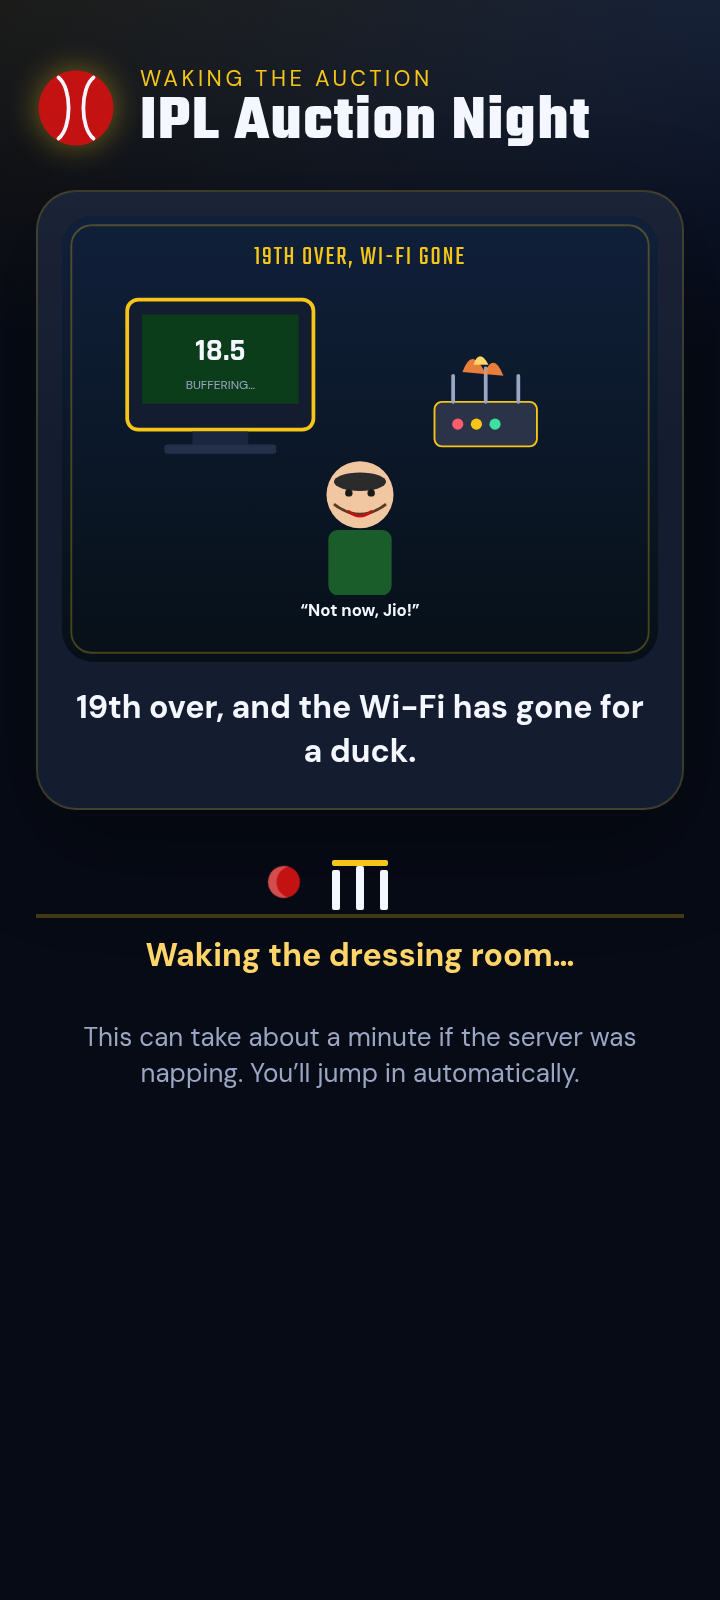 WAKING THE AUCTION
IPL Auction Night
19TH OVER, WI-FI GONE
18.5
BUFFERING…
“Not now, Jio!”
19th over, and the Wi-Fi has gone for
a duck.
Waking the dressing room…
This can take about a minute if the server was
napping. You’ll jump in automatically.